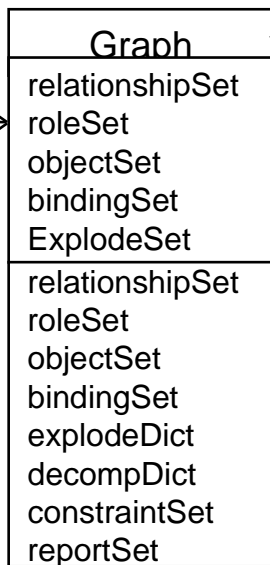 Graph
relationshipSet
roleSet
objectSet
bindingSet
ExplodeSet
relationshipSet
roleSet
objectSet
bindingSet
explodeDict
decompDict
constraintSet
reportSet